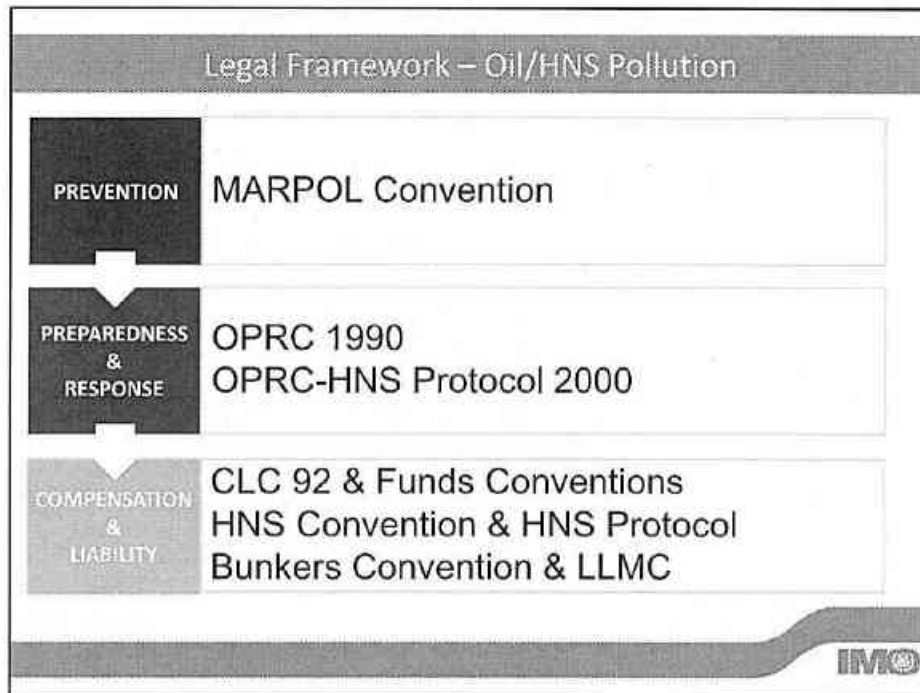 Legal Framework – Oil/HNS Pollution
PREVENTION
MARPOL Convention
PREPAREDNESS
&
RESPONSE
OPRC 1990
OPRC-HNS Protocol 2000
COMPENSATION
&
LIABILITY
CLC 92 & Funds Conventions
HNS Convention & HNS Protocol
Bunkers Convention & LLMC
IMO